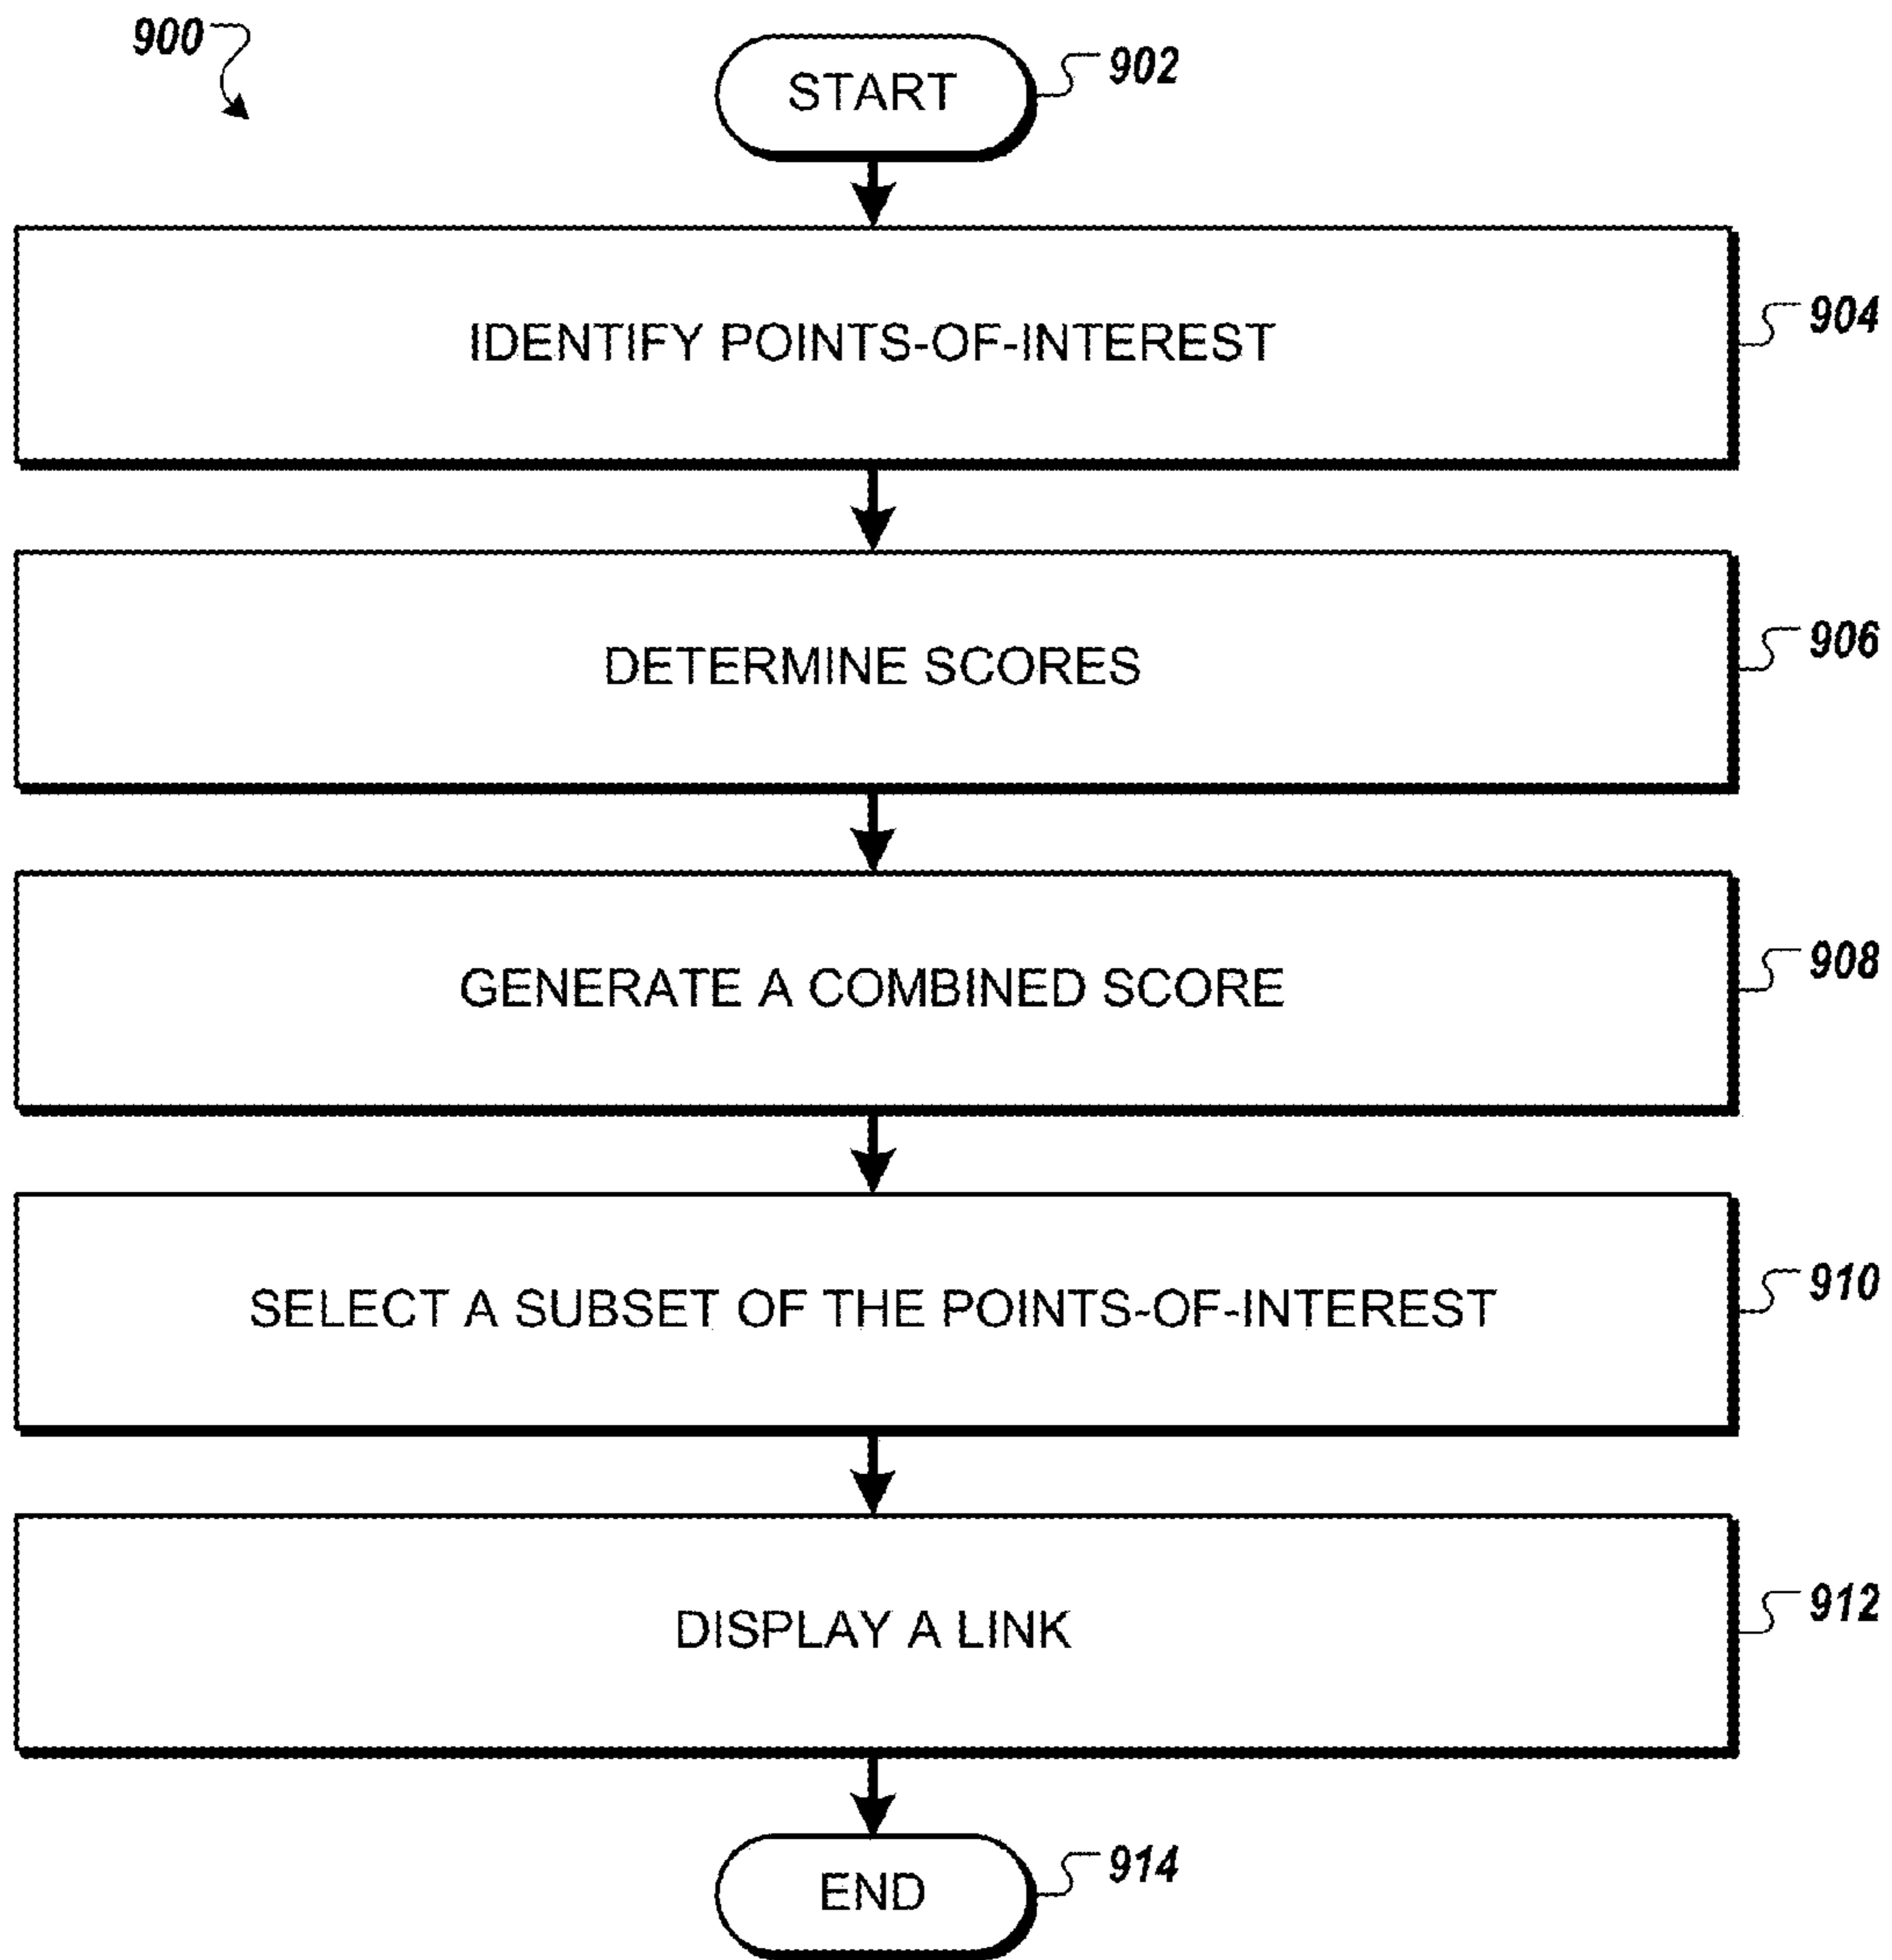 900
START
902
IDENTIFY POINTS-OF-INTEREST
904
DETERMINE SCORES
906
GENERATE A COMBINED SCORE
908
SELECT A SUBSET OF THE POINTS-OF-INTEREST
910
DISPLAY A LINK
912
END
914